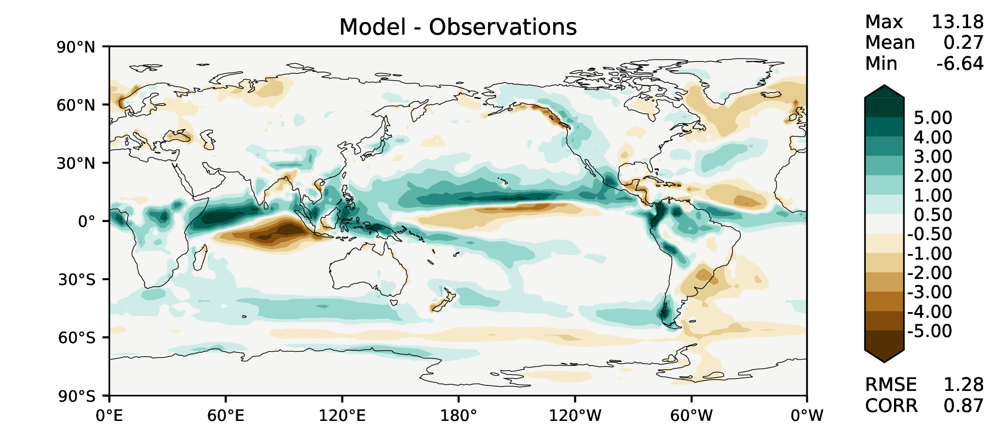 Model - Observations
Max 13.18
Mean 0.27
Min -6.64
90°N
60°N
30°N
0°
30°S
60°S
90°S
0°E 60°E 120°E 180° 120°W 60°W 0°W
5.00
4.00
3.00
2.00
1.00
0.50
-0.50
-1.00
-2.00
-3.00
-4.00
-5.00
RMSE 1.28
CORR 0.87